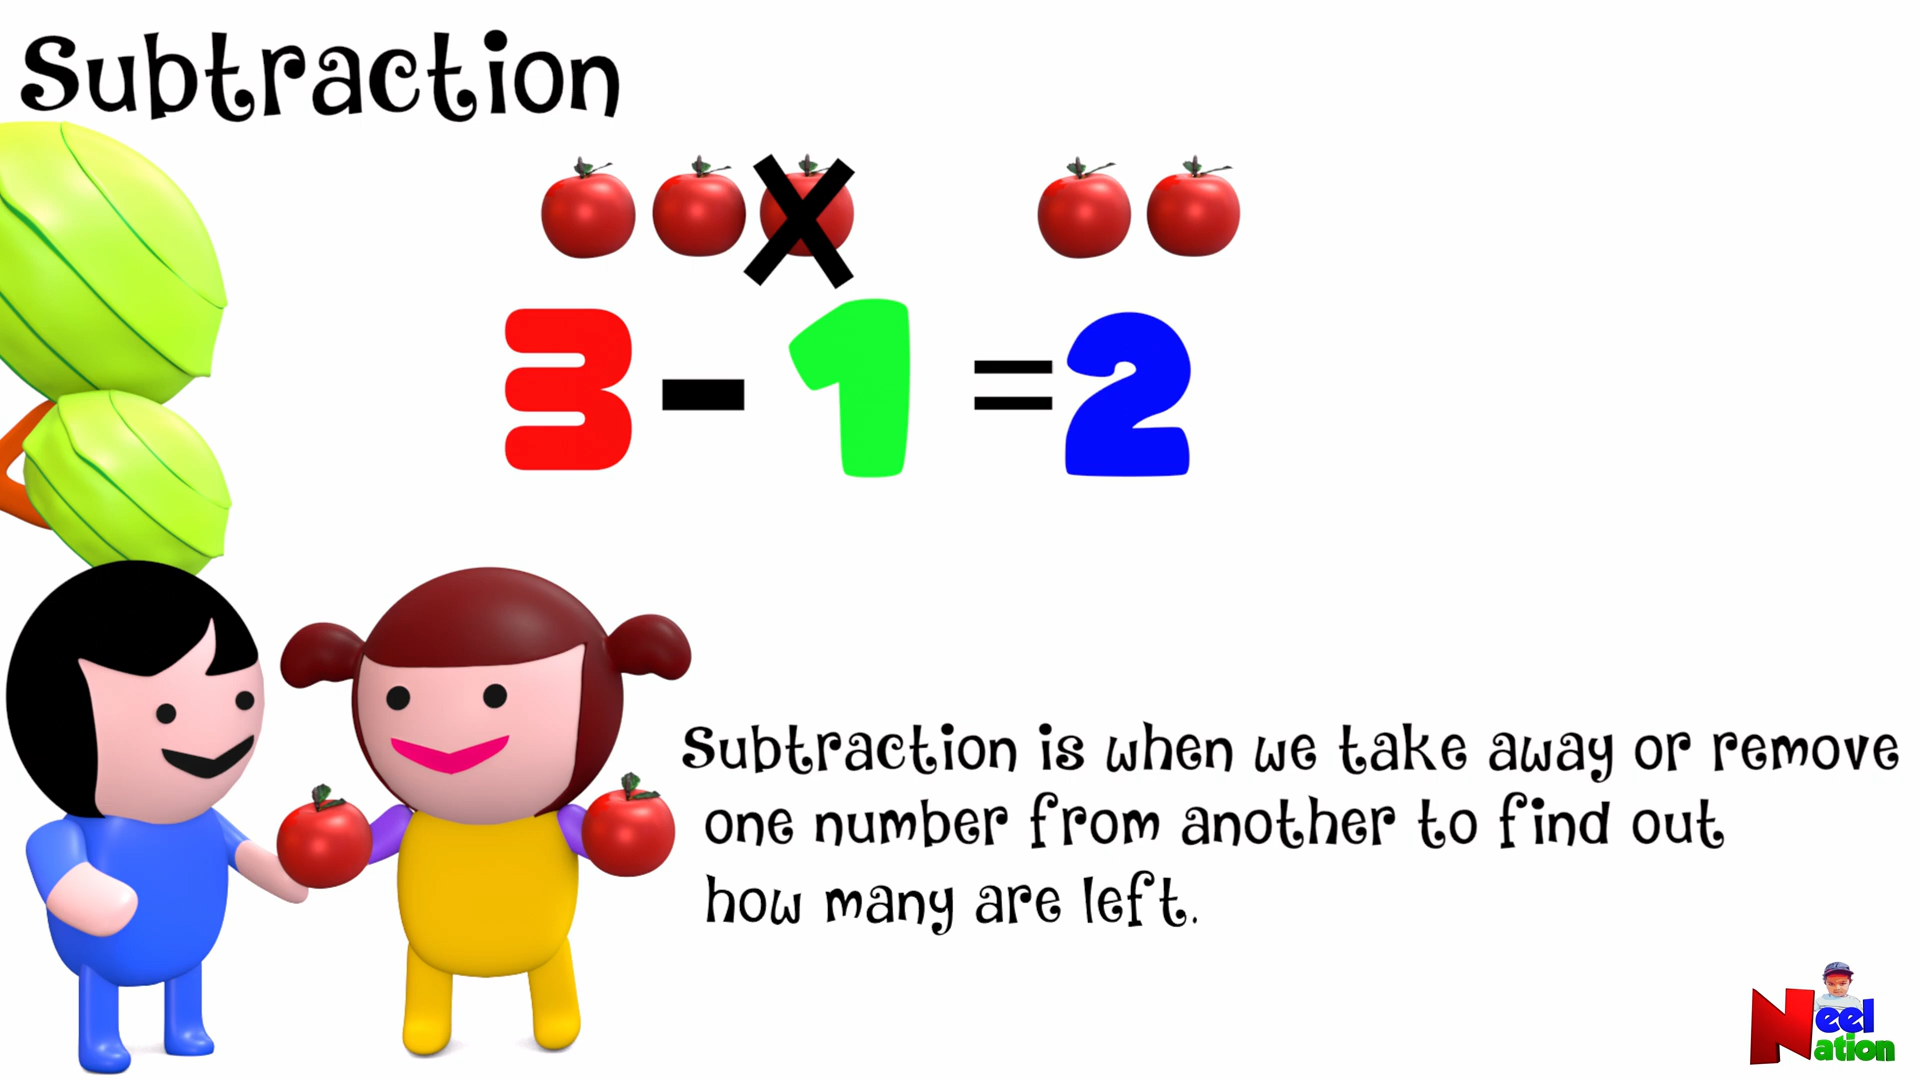 Subtraction
3 - 1 = 2
Subtraction is when we take away or remove
one number from another to find out
how many are left.
Neel
Nation